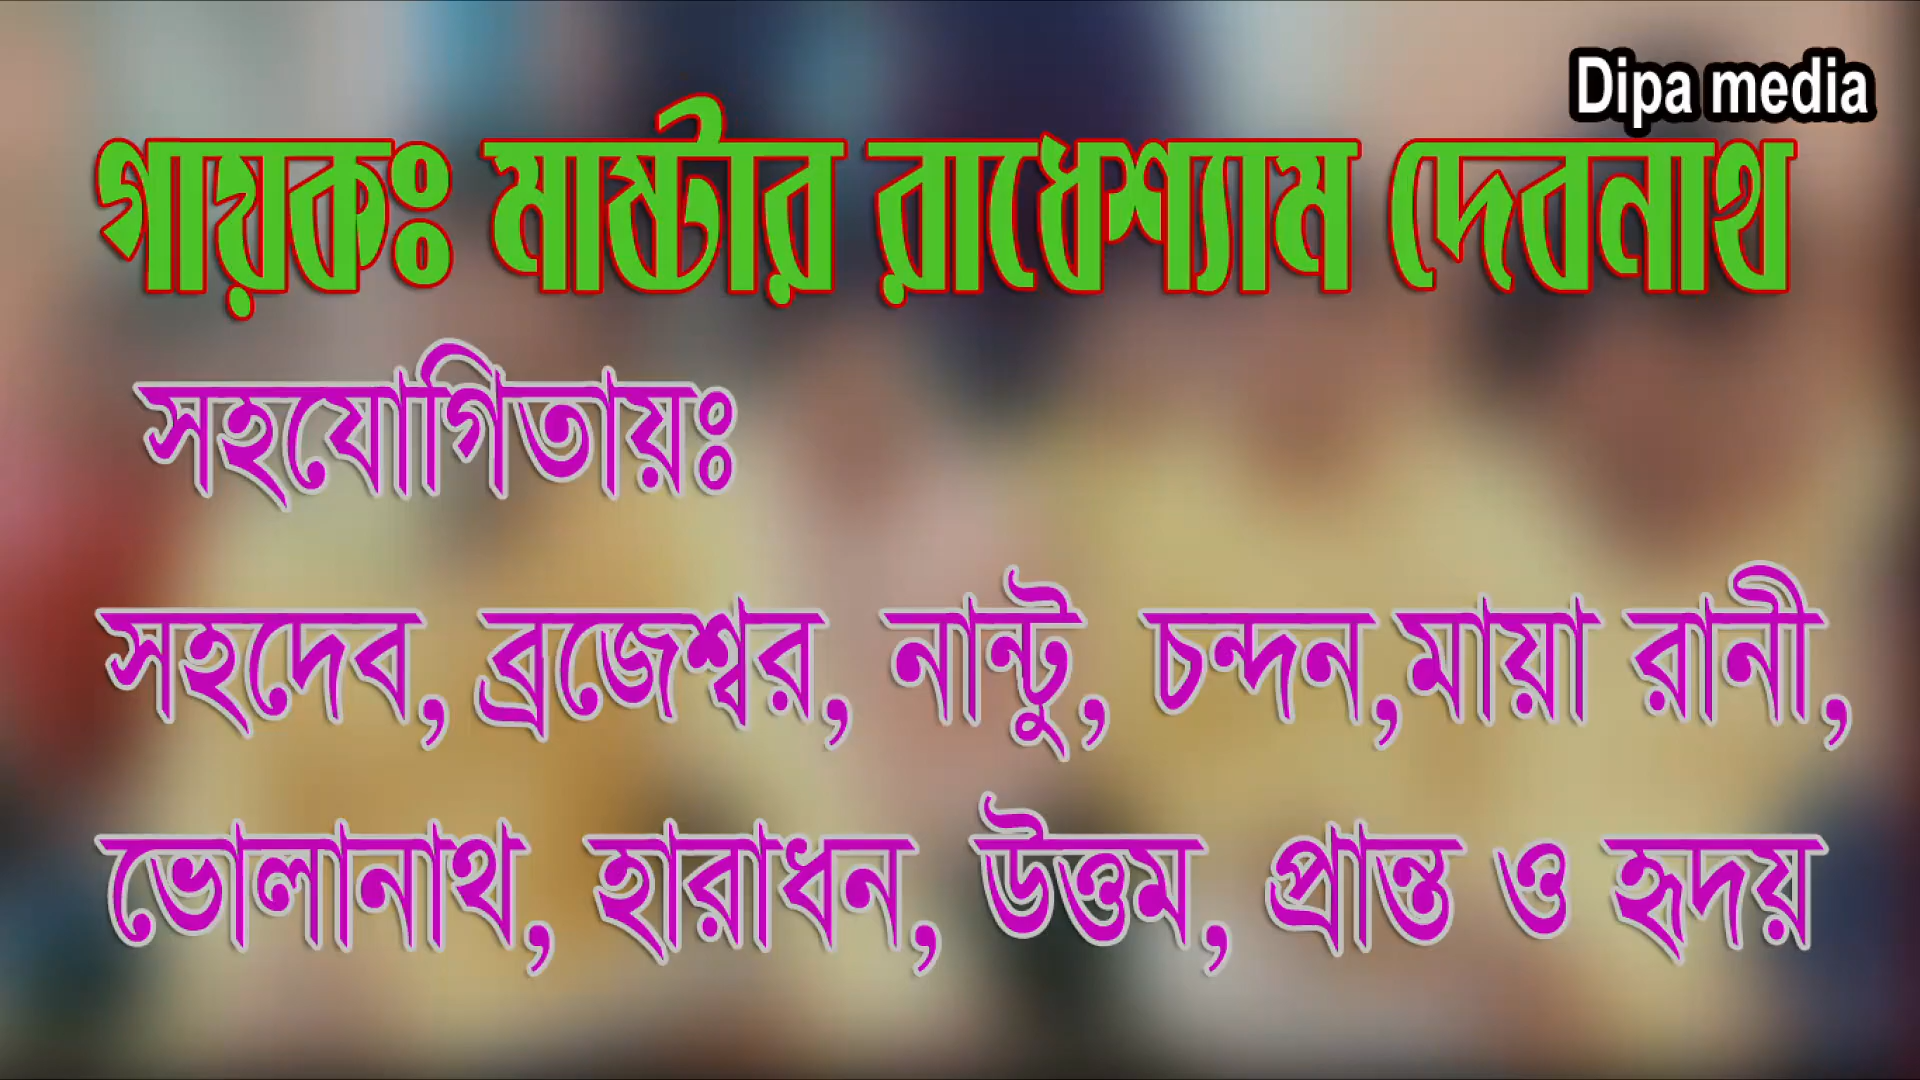 Dipa media
গায়কঃ মাষ্টার রাধেশ্যাম দেবনাথ
সহযোগিতায়ঃ
সহদেব, ব্রজেশ্বর, নান্টু, চন্দন,মায়া রানী,
ভোলানাথ, হারাধন, উত্তম, প্রান্ত ও হৃদয়